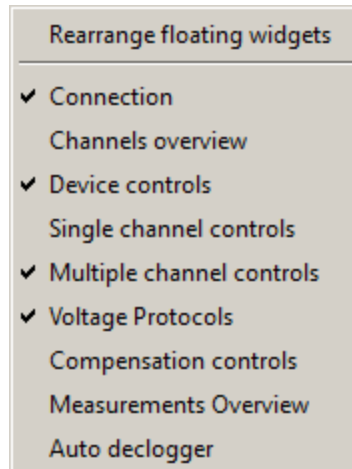 Rearrange floating widgets
Connection
Channels overview
Device controls
Single channel controls
Multiple channel controls
Voltage Protocols
Compensation controls
Measurements Overview
Auto declogger